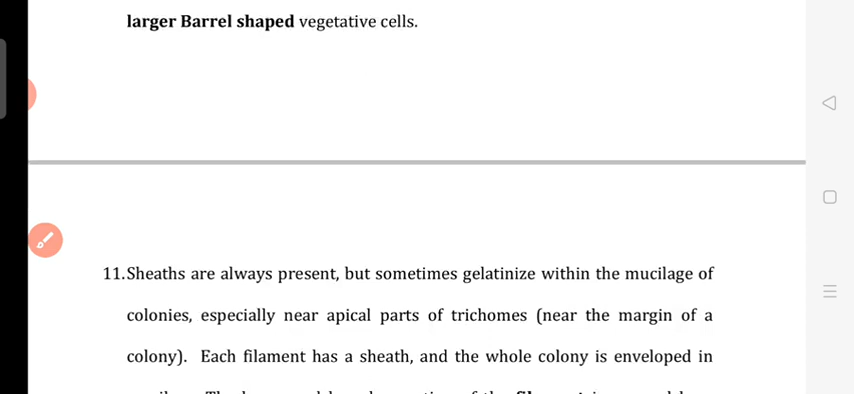 larger Barrel shaped vegetative cells.
11.Sheaths are always present, but sometimes gelatinize within the mucilage of
colonies, especially near apical parts of trichomes (near the margin of a
colony). Each filament has a sheath, and the whole colony is enveloped in